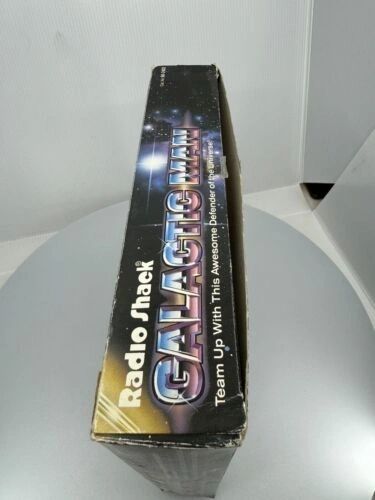 Radio Shack®
GALACTIC MAN
Team Up With This Awesome Defender of the Universe!